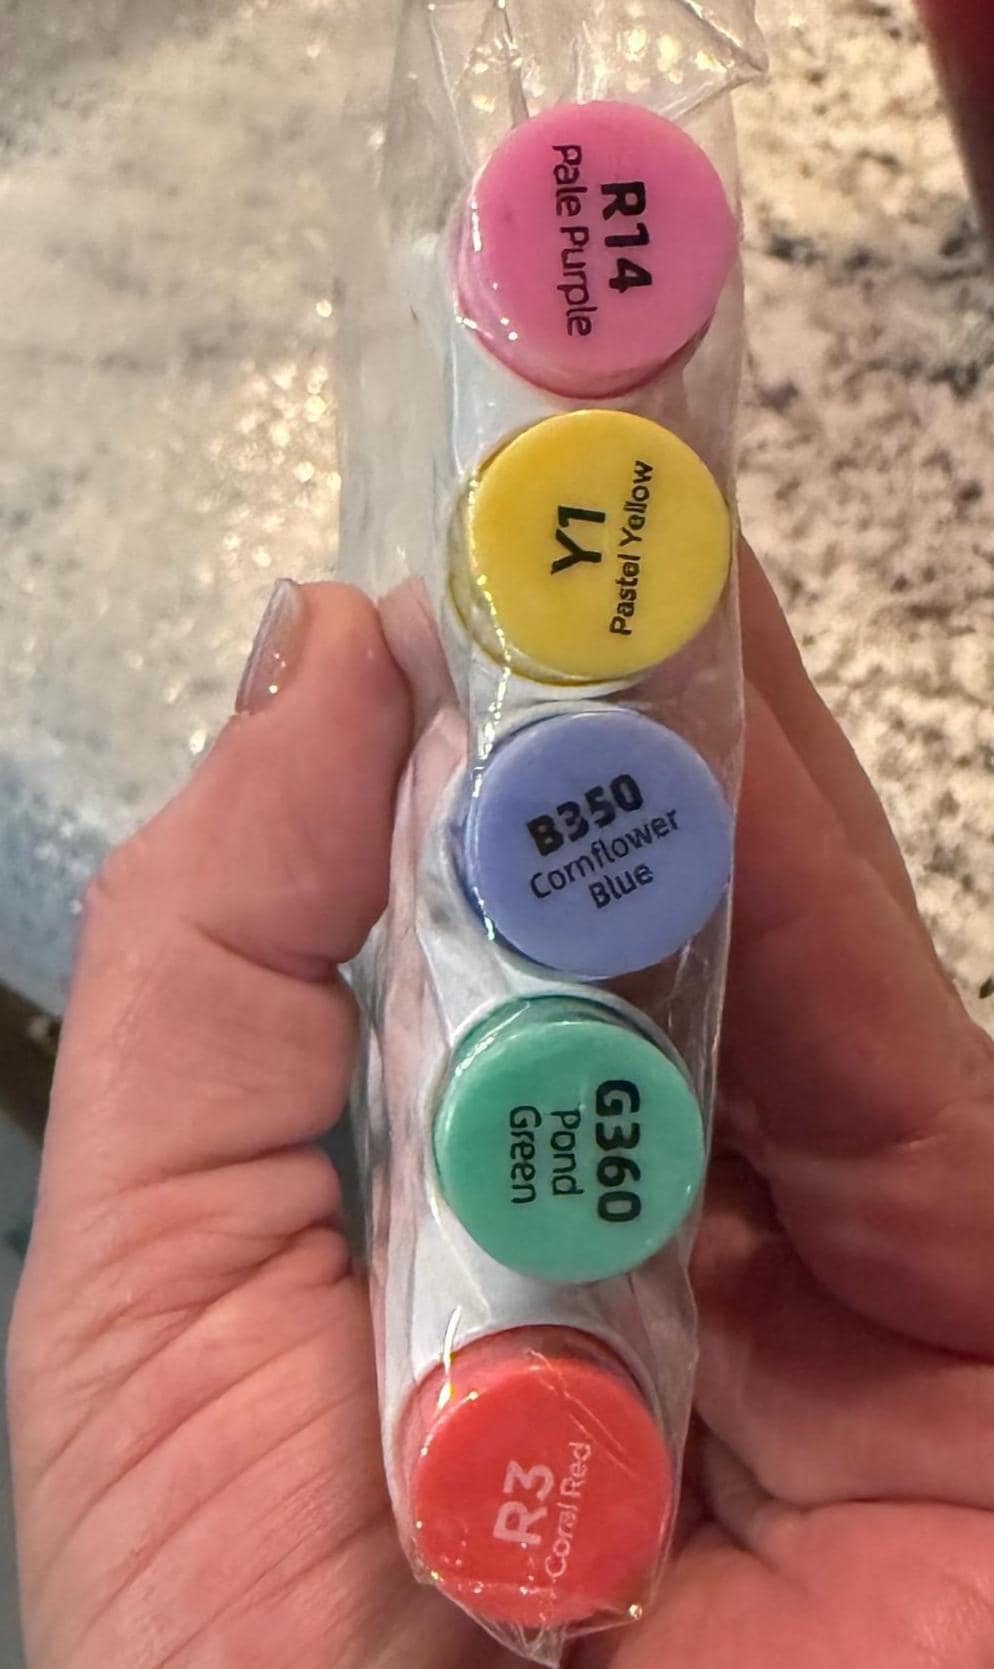 R14
Pale Purple
Y1
Pastel Yellow
B350
Cornflower
Blue
G360
Pond
Green
R3
Coral Red